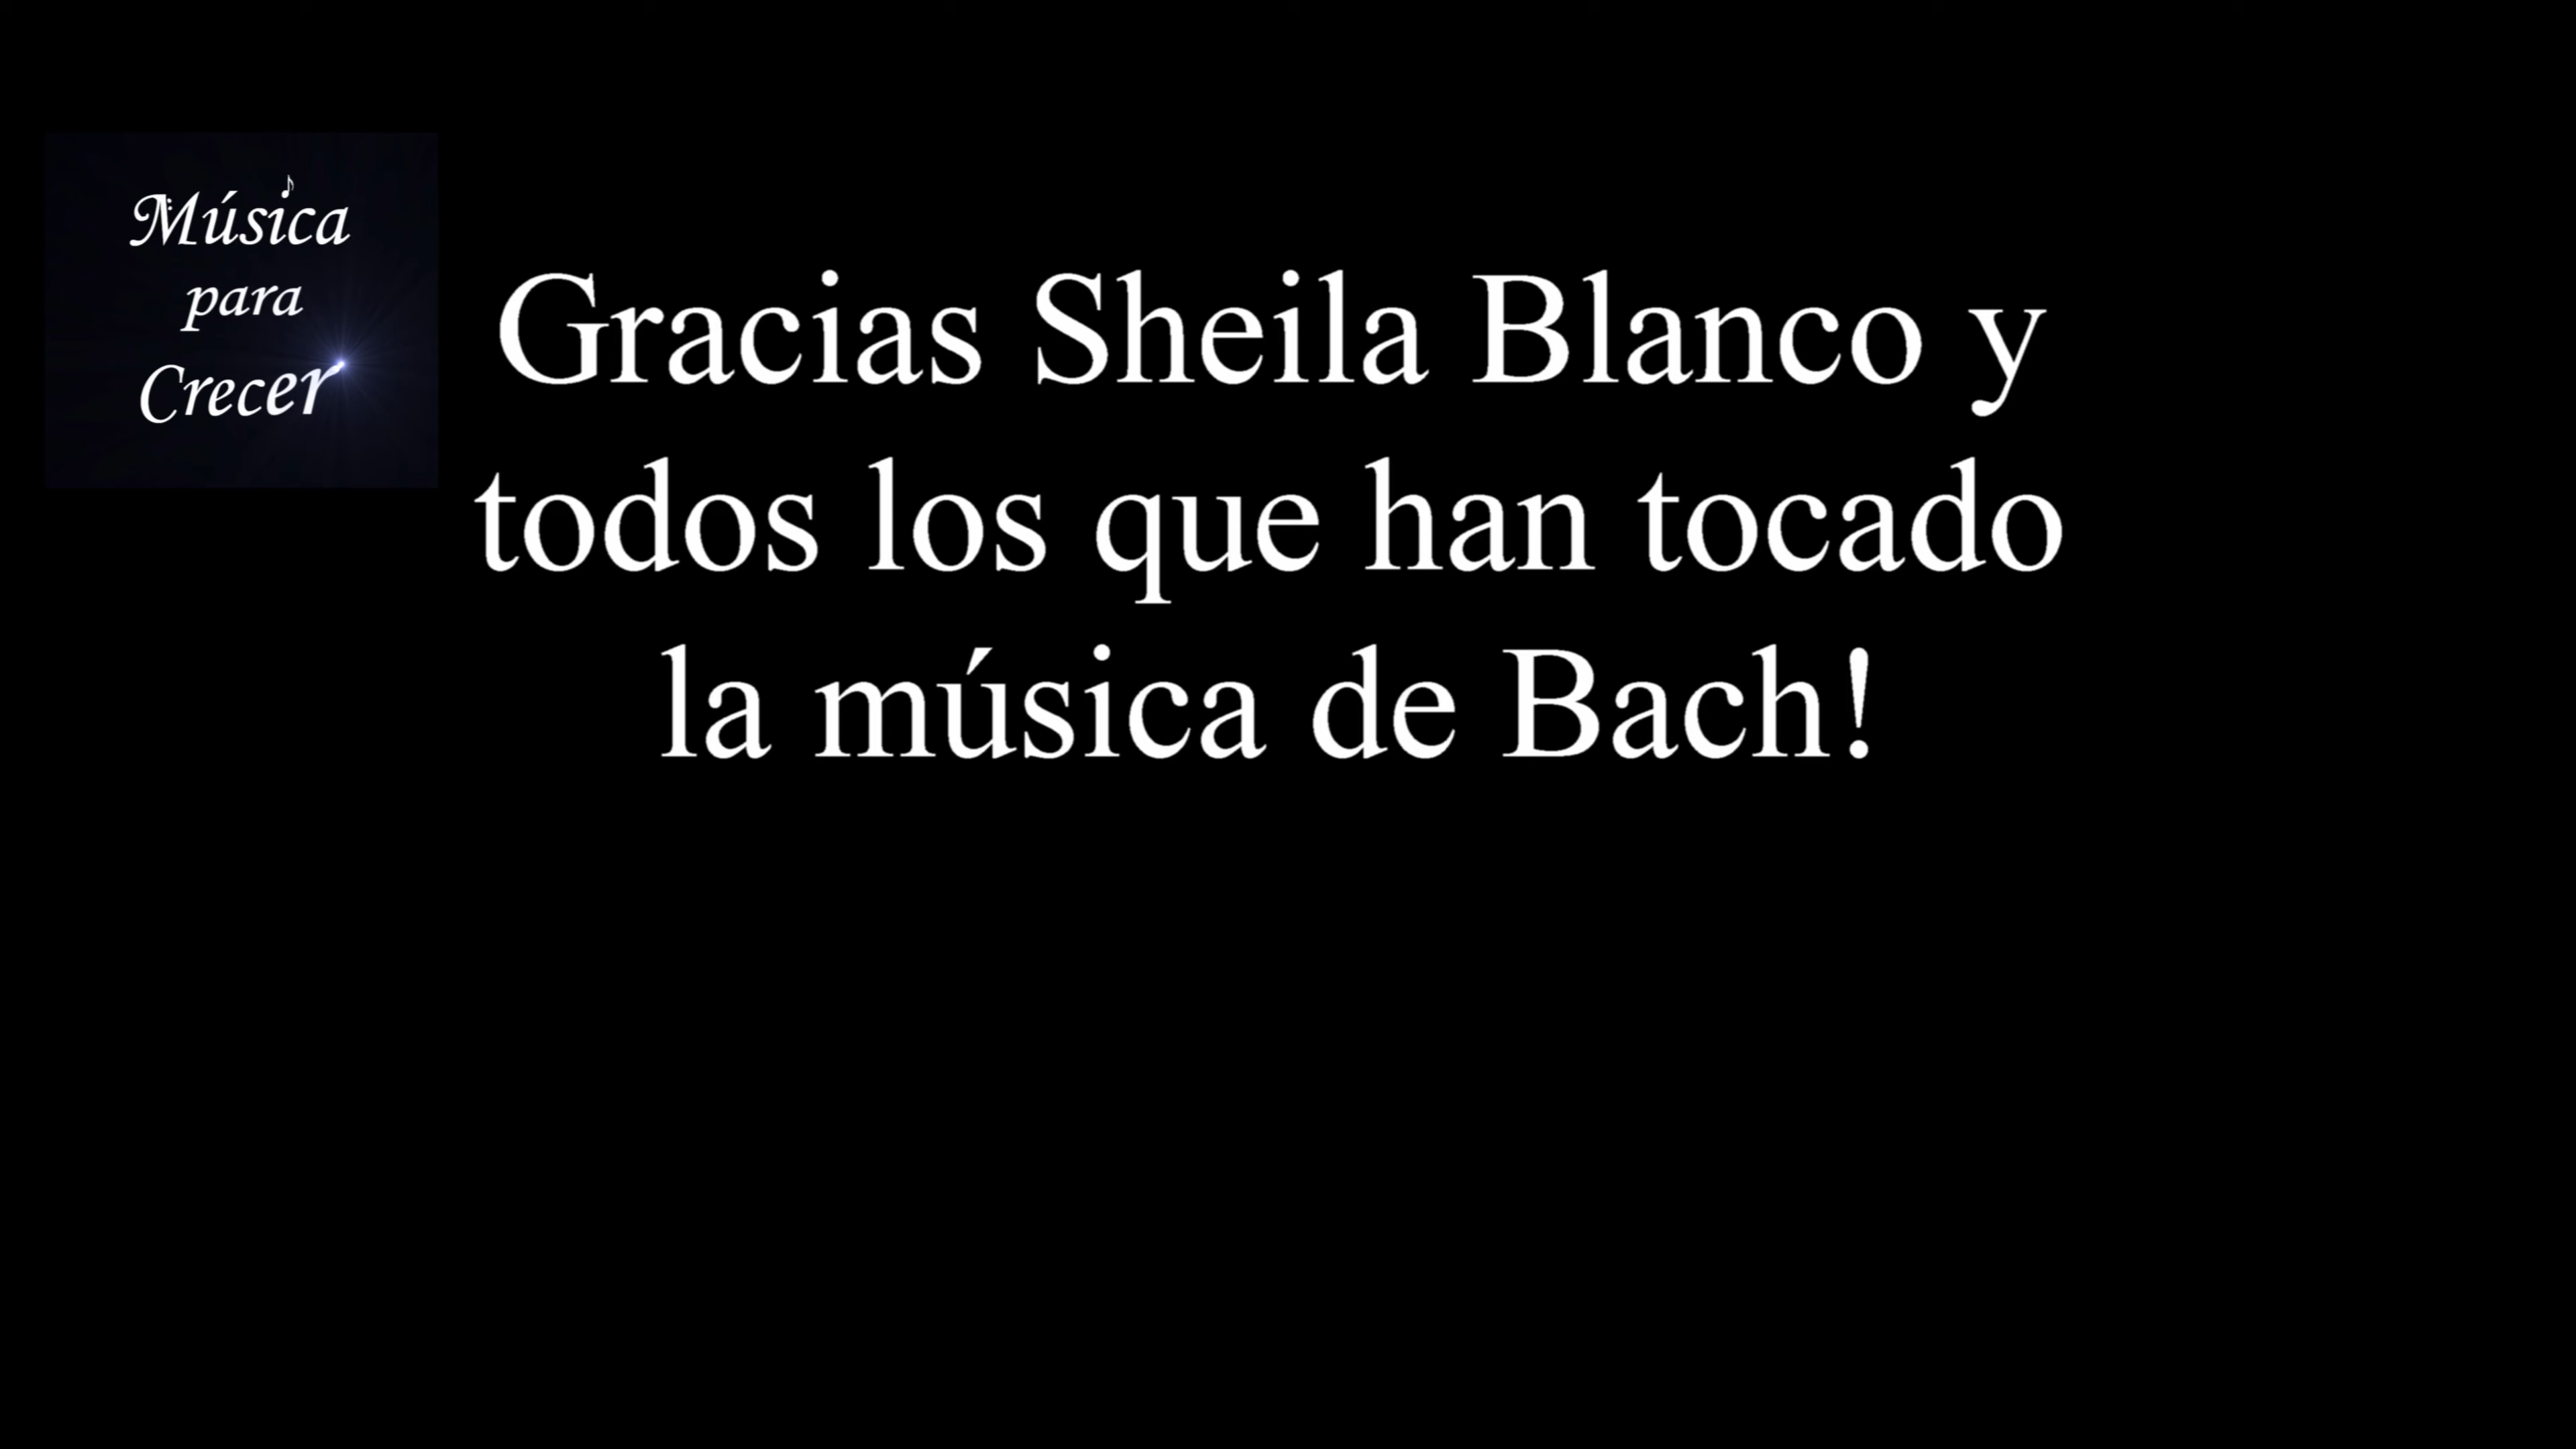 Música
para
Crecer
Gracias Sheila Blanco y
todos los que han tocado
la música de Bach!